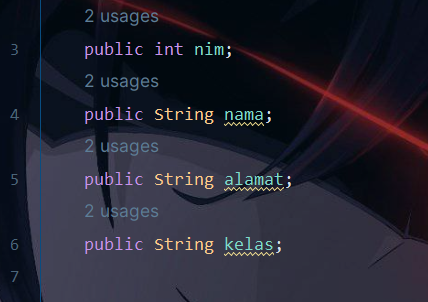 2 usages
3 public int nim;
2 usages
4 public String nama;
2 usages
5 public String alamat;
2 usages
6 public String kelas;
7